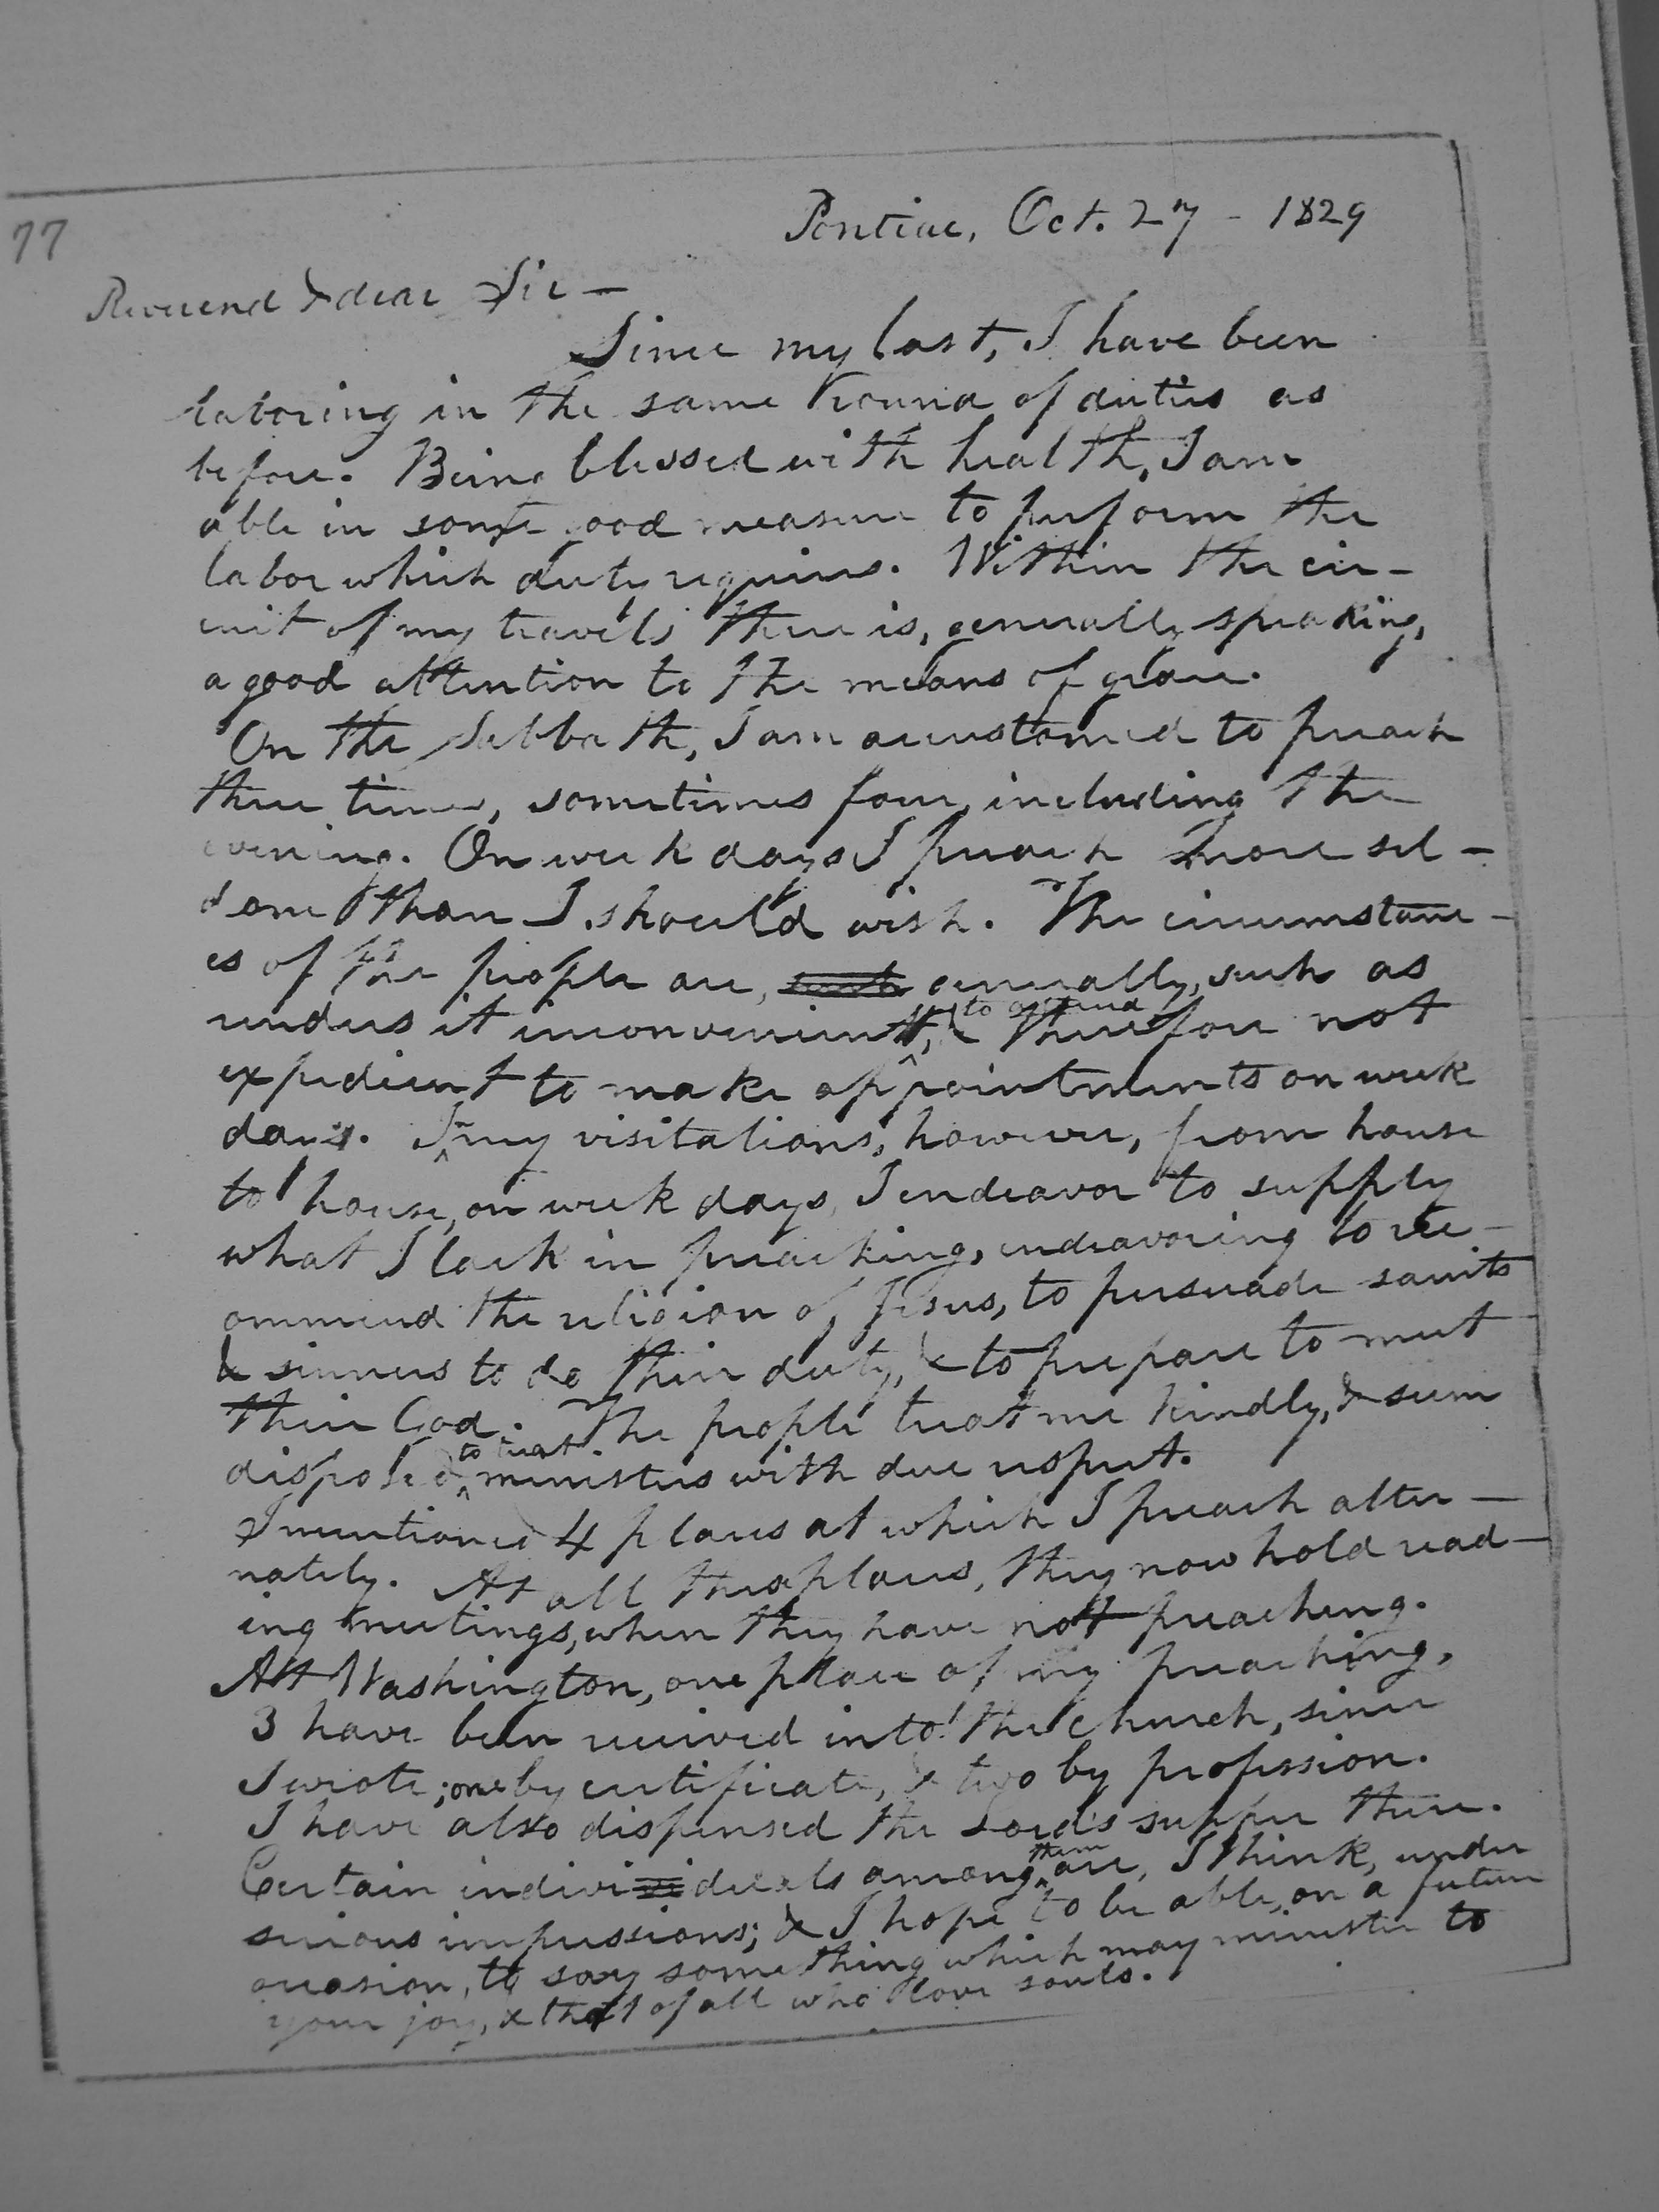 77
Pontiac, Oct. 27 - 1829
Reverend & dear Sir —
Since my last, I have been
laboring in the same round of duties as
before. Being blessed with health, I am
able in some good measure to perform the
labor which duty requires. Within the cir-
cuit of my travels there is, generally speaking,
a good attention to the means of grace.
On the Sabbath, I am accustomed to preach
three times, sometimes four, including the
evening. On week days I preach more sel-
dom than I should wish. The circumstanc-
es of the people are, generally, such as
renders it inconvenient to attend, & therefore not
expedient to make appointments on week
days. In my visitations, however, from house
to house, on week days, I endeavor to supply
what I lack in preaching, endeavoring to rec-
ommend the religion of Jesus, to persuade saints
& sinners to do their duty, & to prepare to meet
their God. The people treat me kindly, & seem
disposed to treat ministers with due respect.
I mentioned 4 places at which I preach alter-
nately. At all these places, they now hold read-
ing meetings, when they have not preaching.
At Washington, one place of my preaching,
3 have been received into the church, since
I wrote; one by certificate, & two by profession.
I have also dispensed the Lord's supper there.
Certain individuals among them are, I think, under
serious impressions; & I hope to be able, on a future
occasion, to say something which may minister to
your joy, & that of all who love souls.